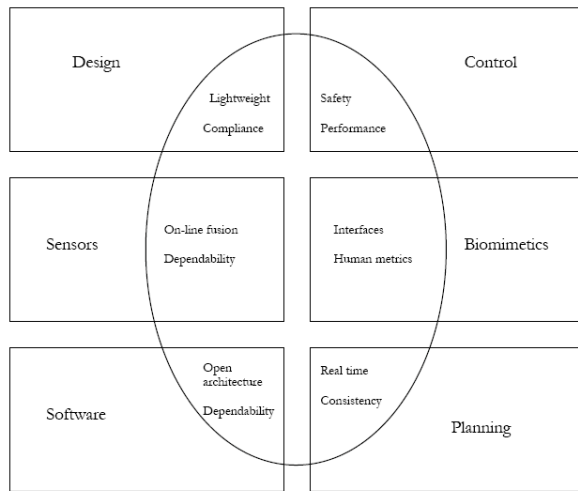 Design
Lightweight
Compliance
Control
Safety
Performance
Sensors
On-line fusion
Dependability
Interfaces
Human metrics
Biomimetics
Software
Open
architecture
Dependability
Real time
Consistency
Planning